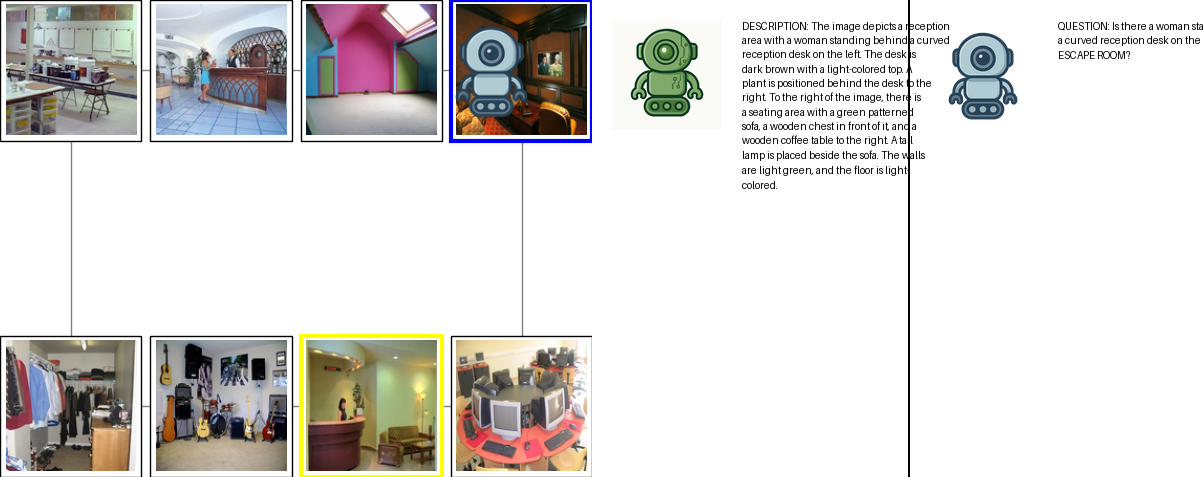 DESCRIPTION: The image depicts a reception
area with a woman standing behind a curved
reception desk on the left. The desk is
dark brown with a light-colored top. A
plant is positioned behind the desk to the
right. To the right of the image, there is
a seating area with a green patterned
sofa, a wooden chest in front of it, and a
wooden coffee table to the right. A tall
lamp is placed beside the sofa. The walls
are light green, and the floor is light-
colored.
QUESTION: Is there a woman sta
a curved reception desk on the
ESCAPE ROOM?